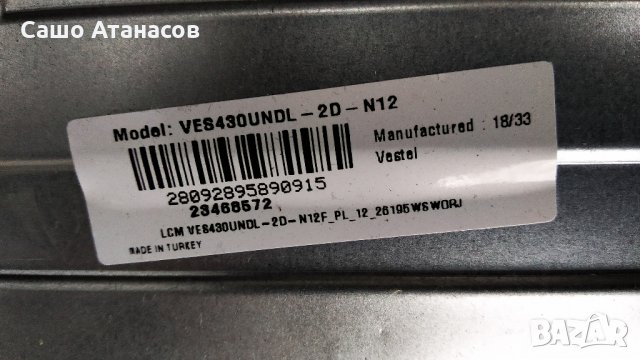 Сашо Атанасов
Model: VES430UNDL-2D-N12
Manufactured : 18/33
Vestel
28092895890915
23468572
LCM VES430UNDL-2D-N12F_PL_12_26195WSWORJ
MADE IN TURKEY
BAZAR